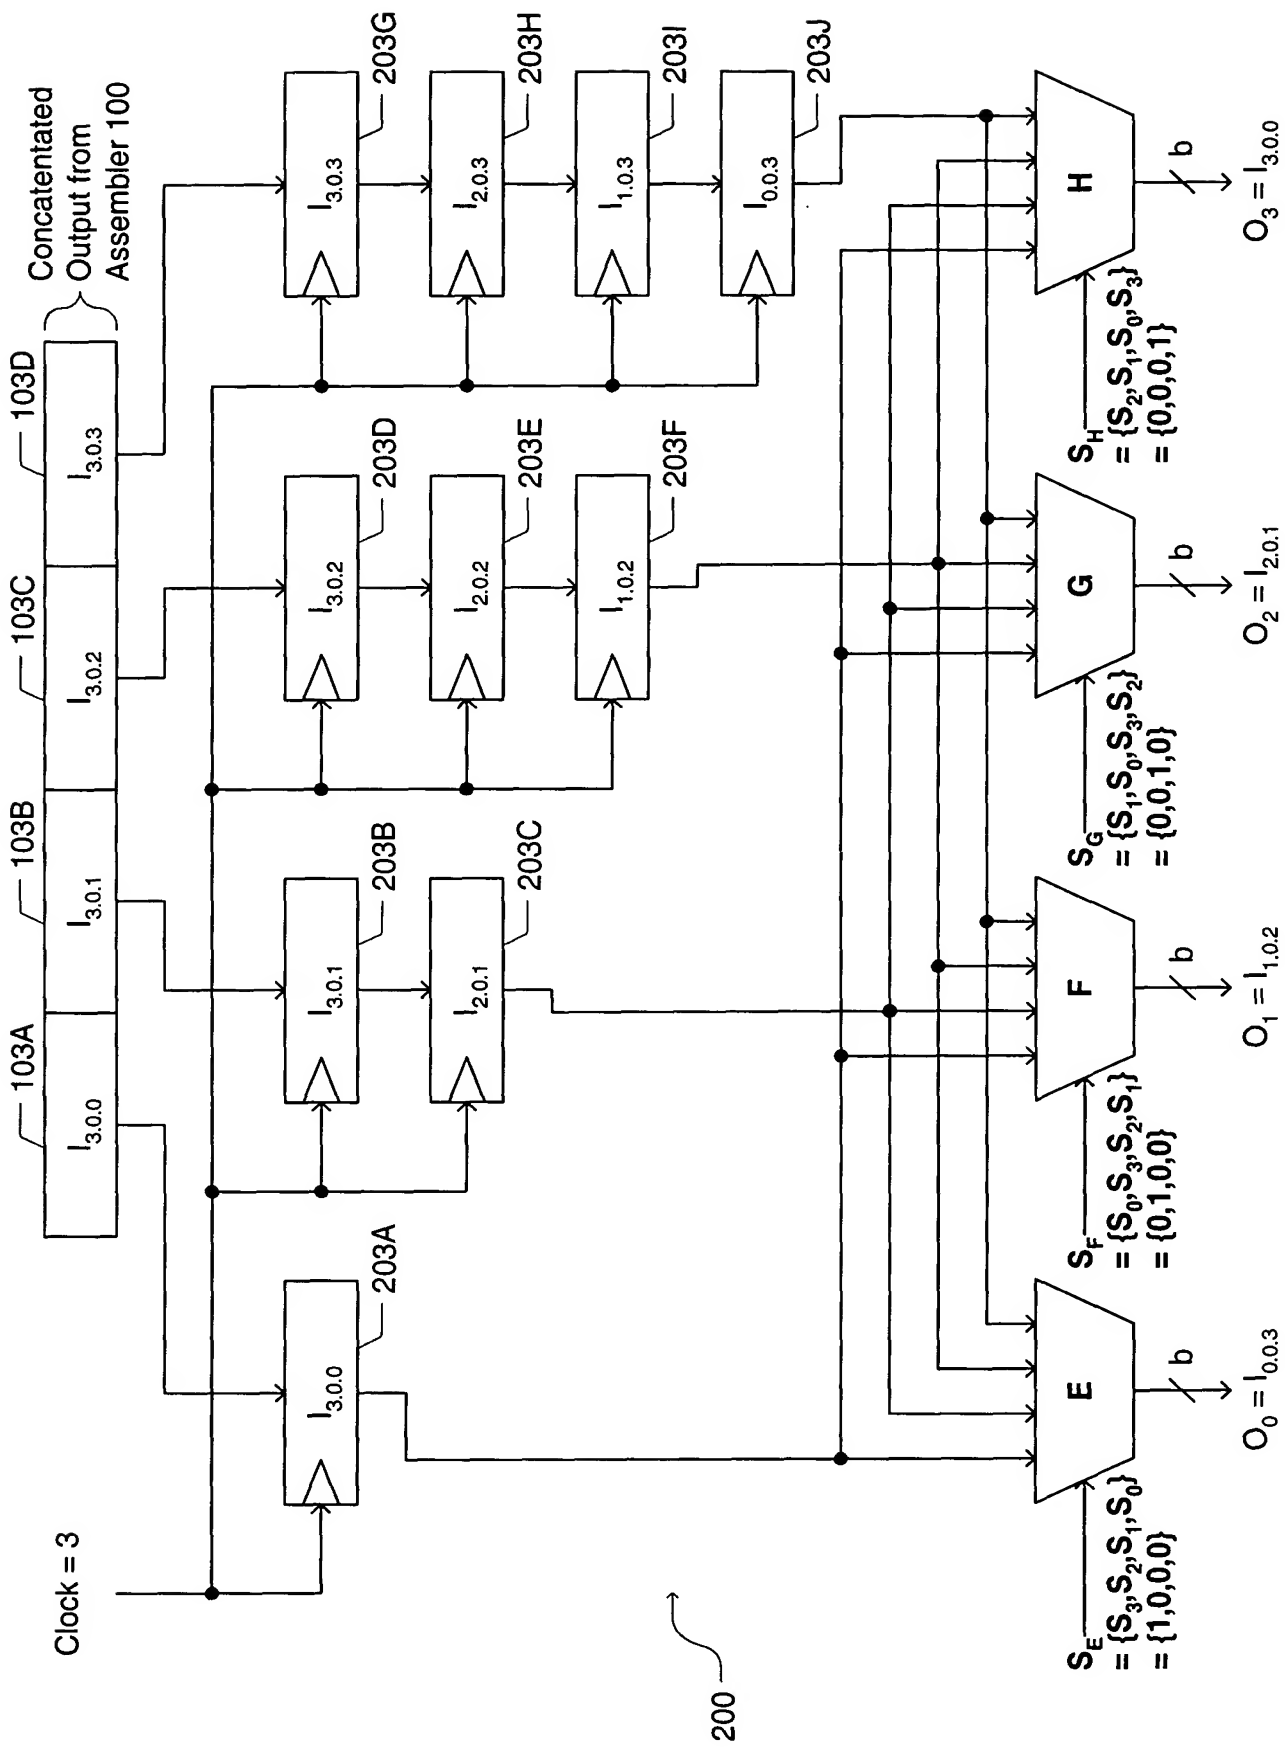 Clock = 3
Concatentated
Output from
Assembler 100
103A
103B
103C
103D
I3.0.0
I3.0.1
I3.0.2
I3.0.3
203A
203B
203D
203G
I3.0.0
I3.0.1
I3.0.2
I3.0.3
203C
203E
203H
I2.0.1
I2.0.2
I2.0.3
203F
203I
I1.0.2
I1.0.3
203J
I0.0.3
200
E
F
G
H
SE
= {S3,S2,S1,S0}
= {1,0,0,0}
SF
= {S0,S3,S2,S1}
= {0,1,0,0}
SG
= {S1,S0,S3,S2}
= {0,0,1,0}
SH
= {S2,S1,S0,S3}
= {0,0,0,1}
b
b
b
b
O0 = I0.0.3
O1 = I1.0.2
O2 = I2.0.1
O3 = I3.0.0